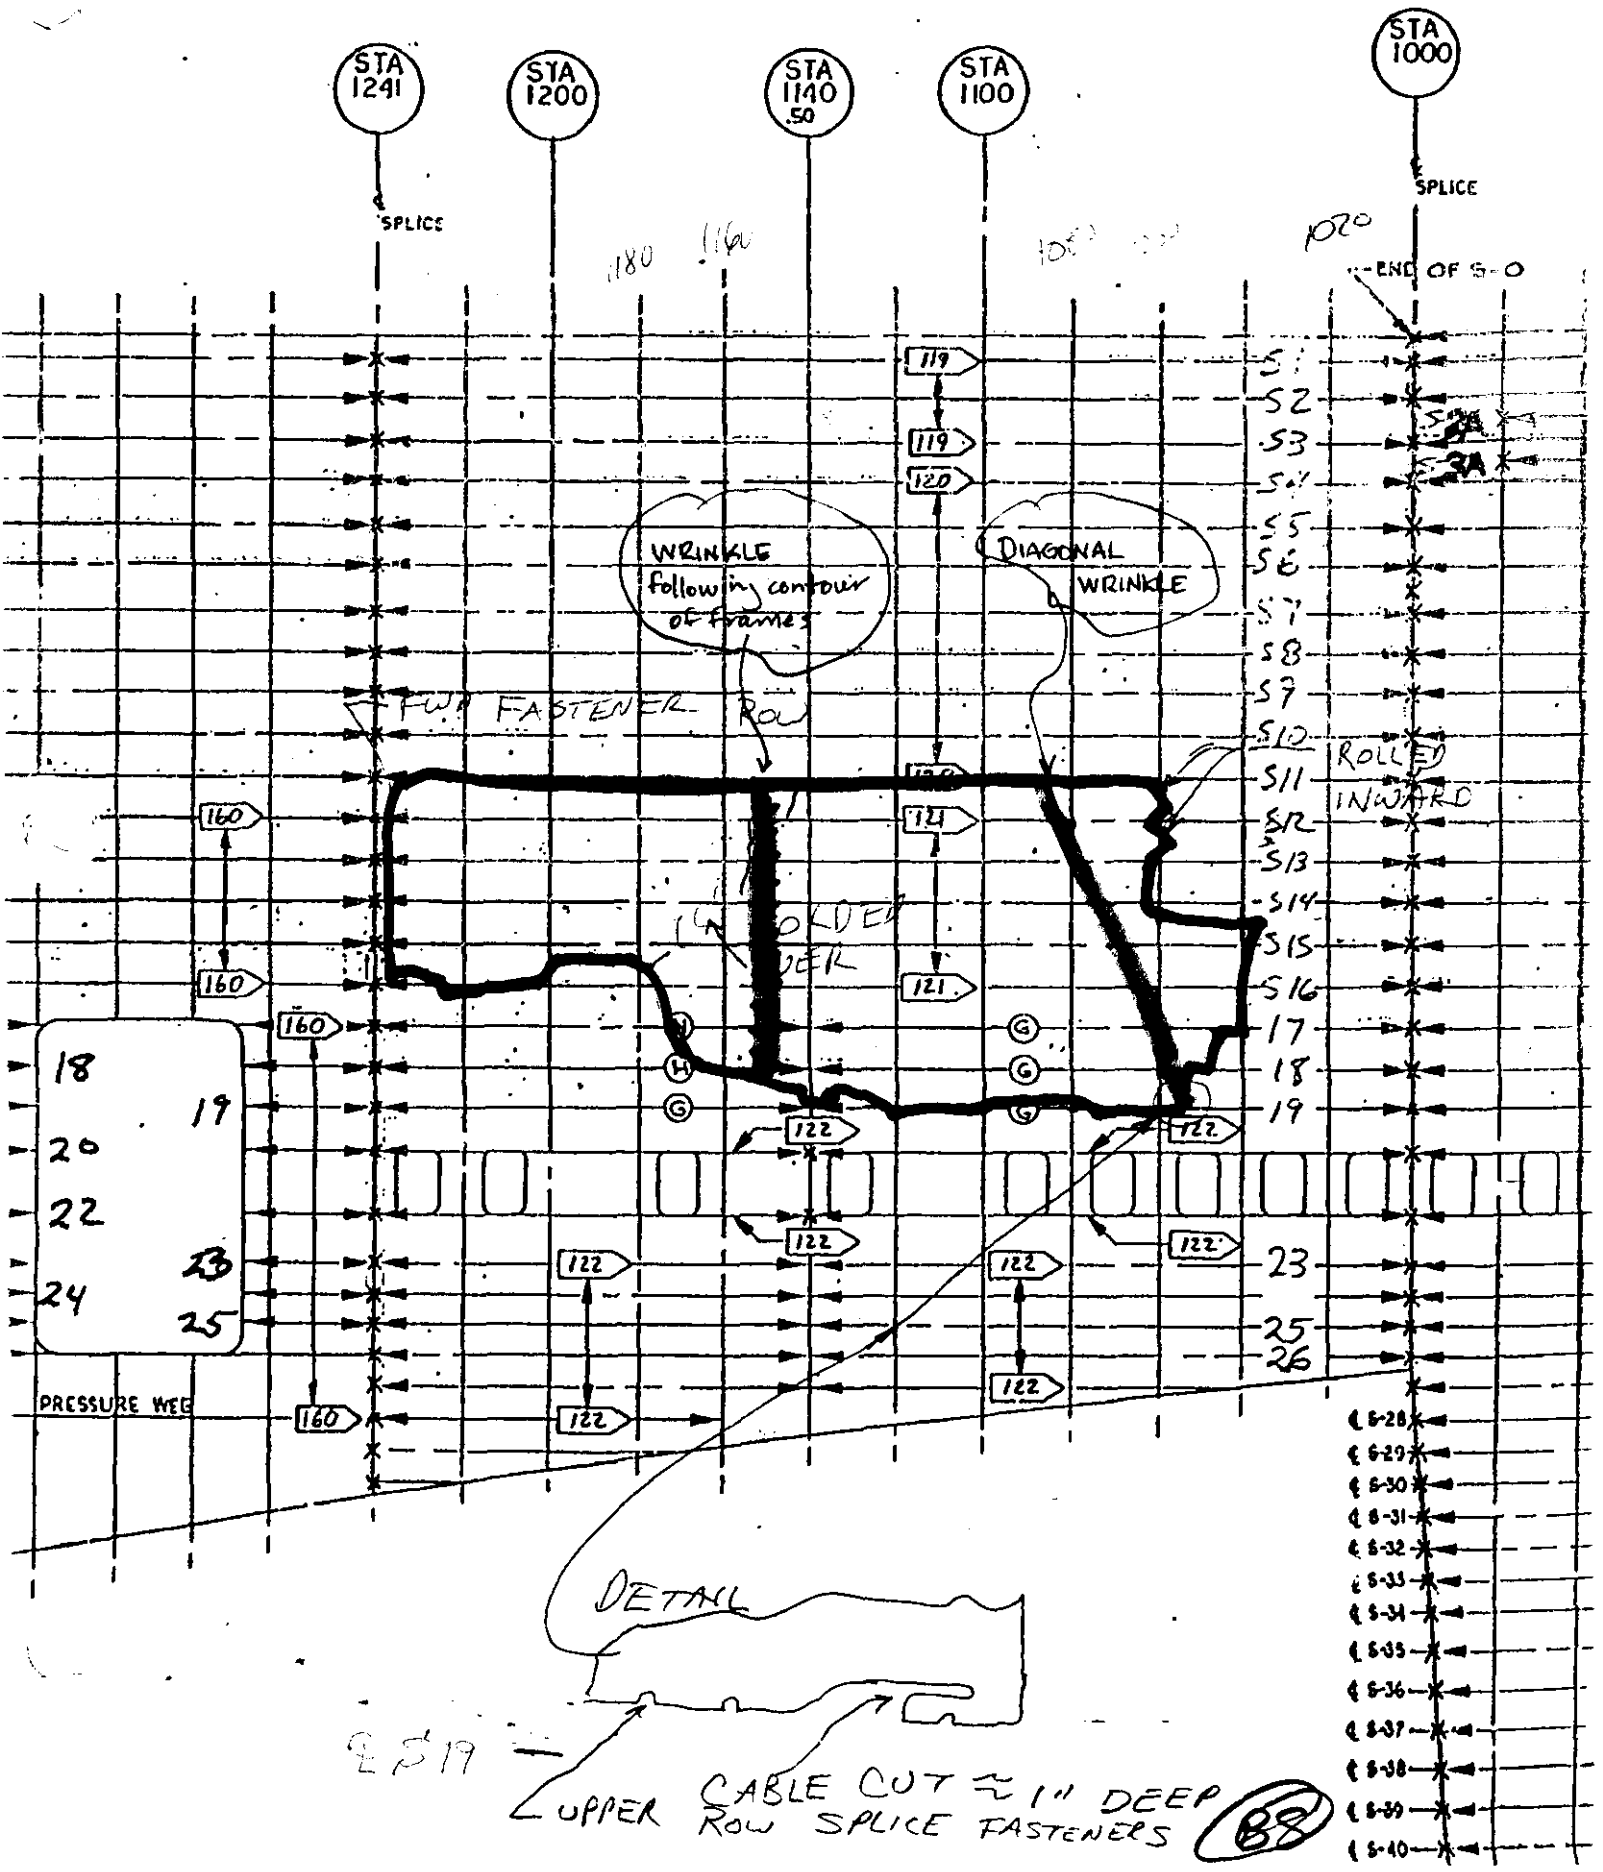 STA 1241
STA 1200
STA 1140 .50
STA 1100
STA 1000
SPLICE
SPLICE
1180
1160
1020
END OF S-O
119
S2
119
S3
3A
120
S5
WRINKLE
following contour
of frames
DIAGONAL
WRINKLE
S6
S7
S8
S7
FWD FASTENER ROW
S10
ROLLED
INWARD
S11
160
121
S12
S13
S14
S15
160
121
S16
160
G
17
18
H
G
18
19
G
G
19
20
122
122
22
122
122
23
122
122
23
24
25
25
26
PRESSURE WEB
160
122
122
℄ S-28
℄ S-29
℄ S-30
℄ S-31
℄ S-32
℄ S-33
℄ S-34
℄ S-35
℄ S-36
℄ S-37
℄ S-38
℄ S-39
℄ S-40
DETAIL
℄ S19
CABLE CUT ≈ 1" DEEP
UPPER ROW SPLICE FASTENERS
B8